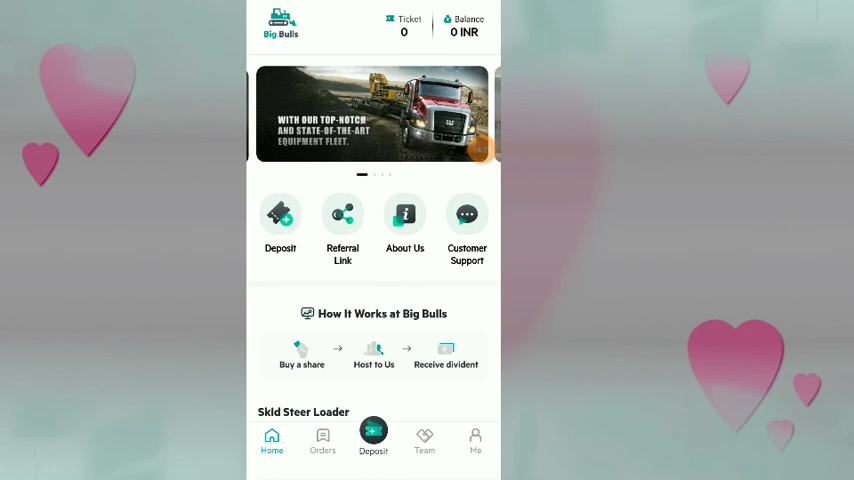 Big Bulls
Ticket
0
Balance
0 INR
WITH OUR TOP-NOTCH
AND STATE-OF-THE-ART
EQUIPMENT FLEET.
Deposit
Referral
Link
About Us
Customer
Support
How It Works at Big Bulls
Buy a share
Host to Us
Receive divident
Skid Steer Loader
Home
Orders
Deposit
Team
Me